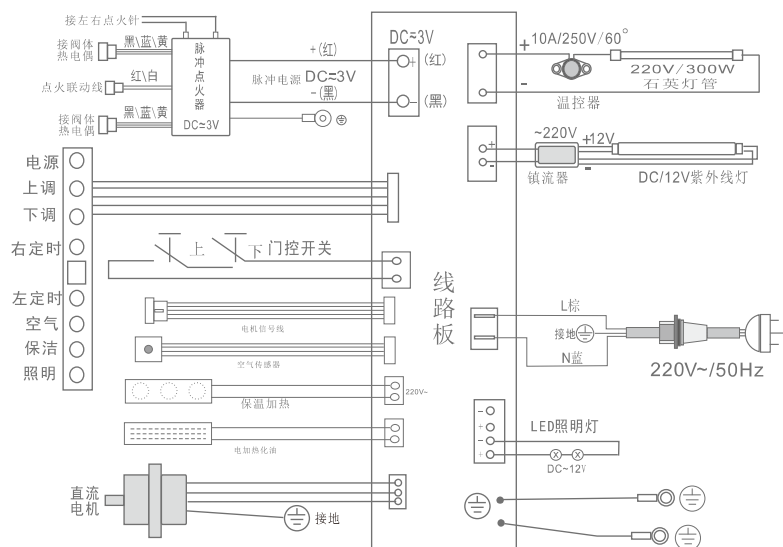 接左右点火针
接阀体
热电偶
黑\蓝\黄
点火联动线
红\白
接阀体
热电偶
黑\蓝\黄
脉冲点火器
DC≂3V
+(红)
脉冲电源 DC≂3V
-(黑)
DC≂3V
+
(红)
-
(黑)
+
10A/250V/60°
-
温控器
220V/300W
石英灯管
+
-
~220V
镇流器
+12V
-
DC/12V紫外线灯
电源
上调
下调
右定时
左定时
空气
保洁
照明
上
下 门控开关
电机信号线
空气传感器
保温加热
220V~
电加热化油
直流
电机
接地
线路板
L棕
接地
N蓝
220V~/50Hz
-
+
-
+
LED照明灯
DC~12V